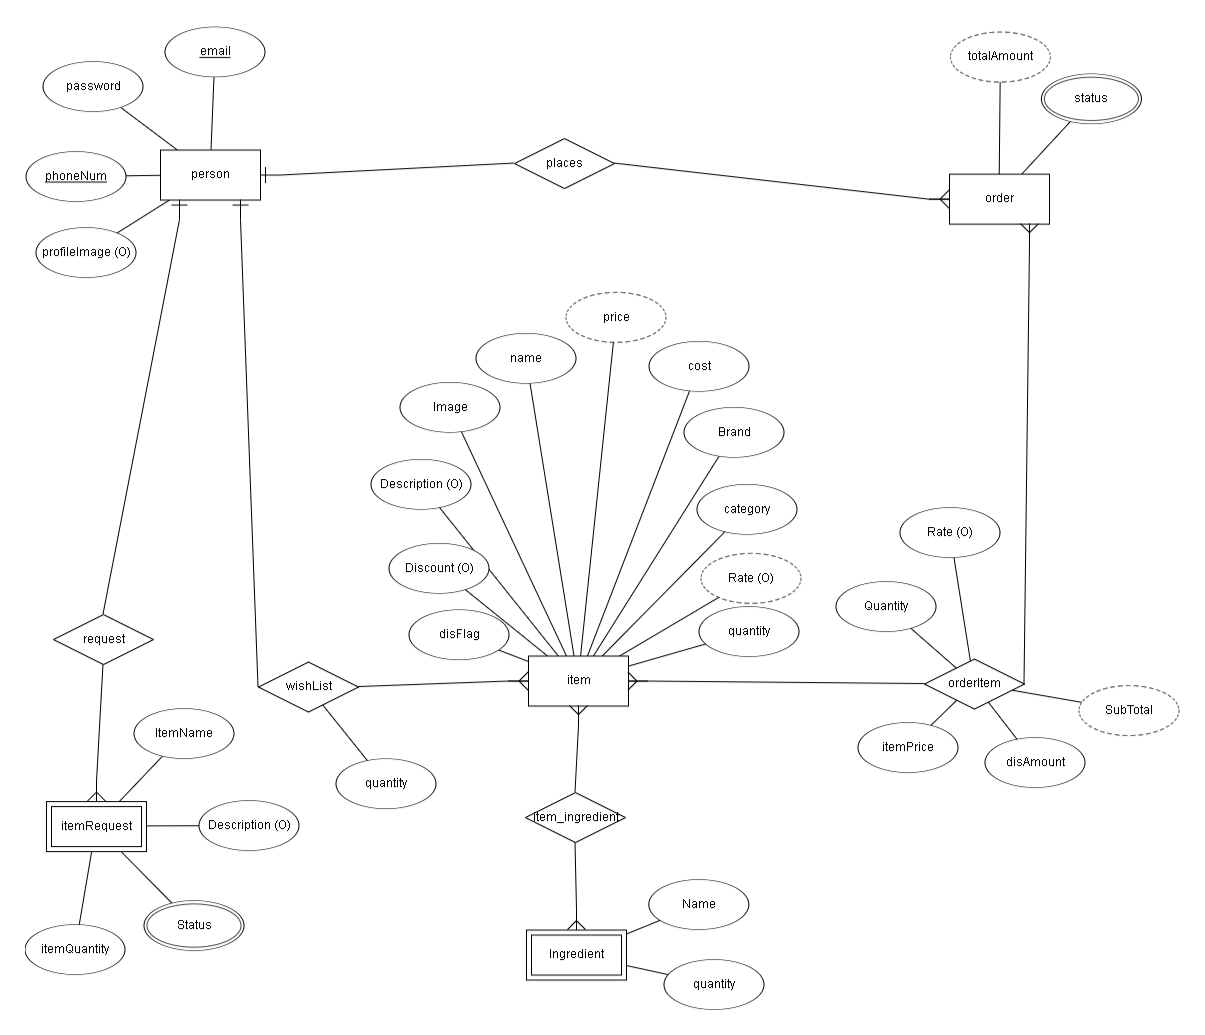 email
totalAmount
password
status
places
person
phoneNum
order
profileImage (O)
price
name
cost
Image
Brand
Description (O)
category
Rate (O)
Discount (O)
Rate (O)
Quantity
disFlag
quantity
request
item
orderItem
wishList
SubTotal
ItemName
itemPrice
disAmount
quantity
item_ingredient
itemRequest
Description (O)
Name
Status
itemQuantity
Ingredient
quantity